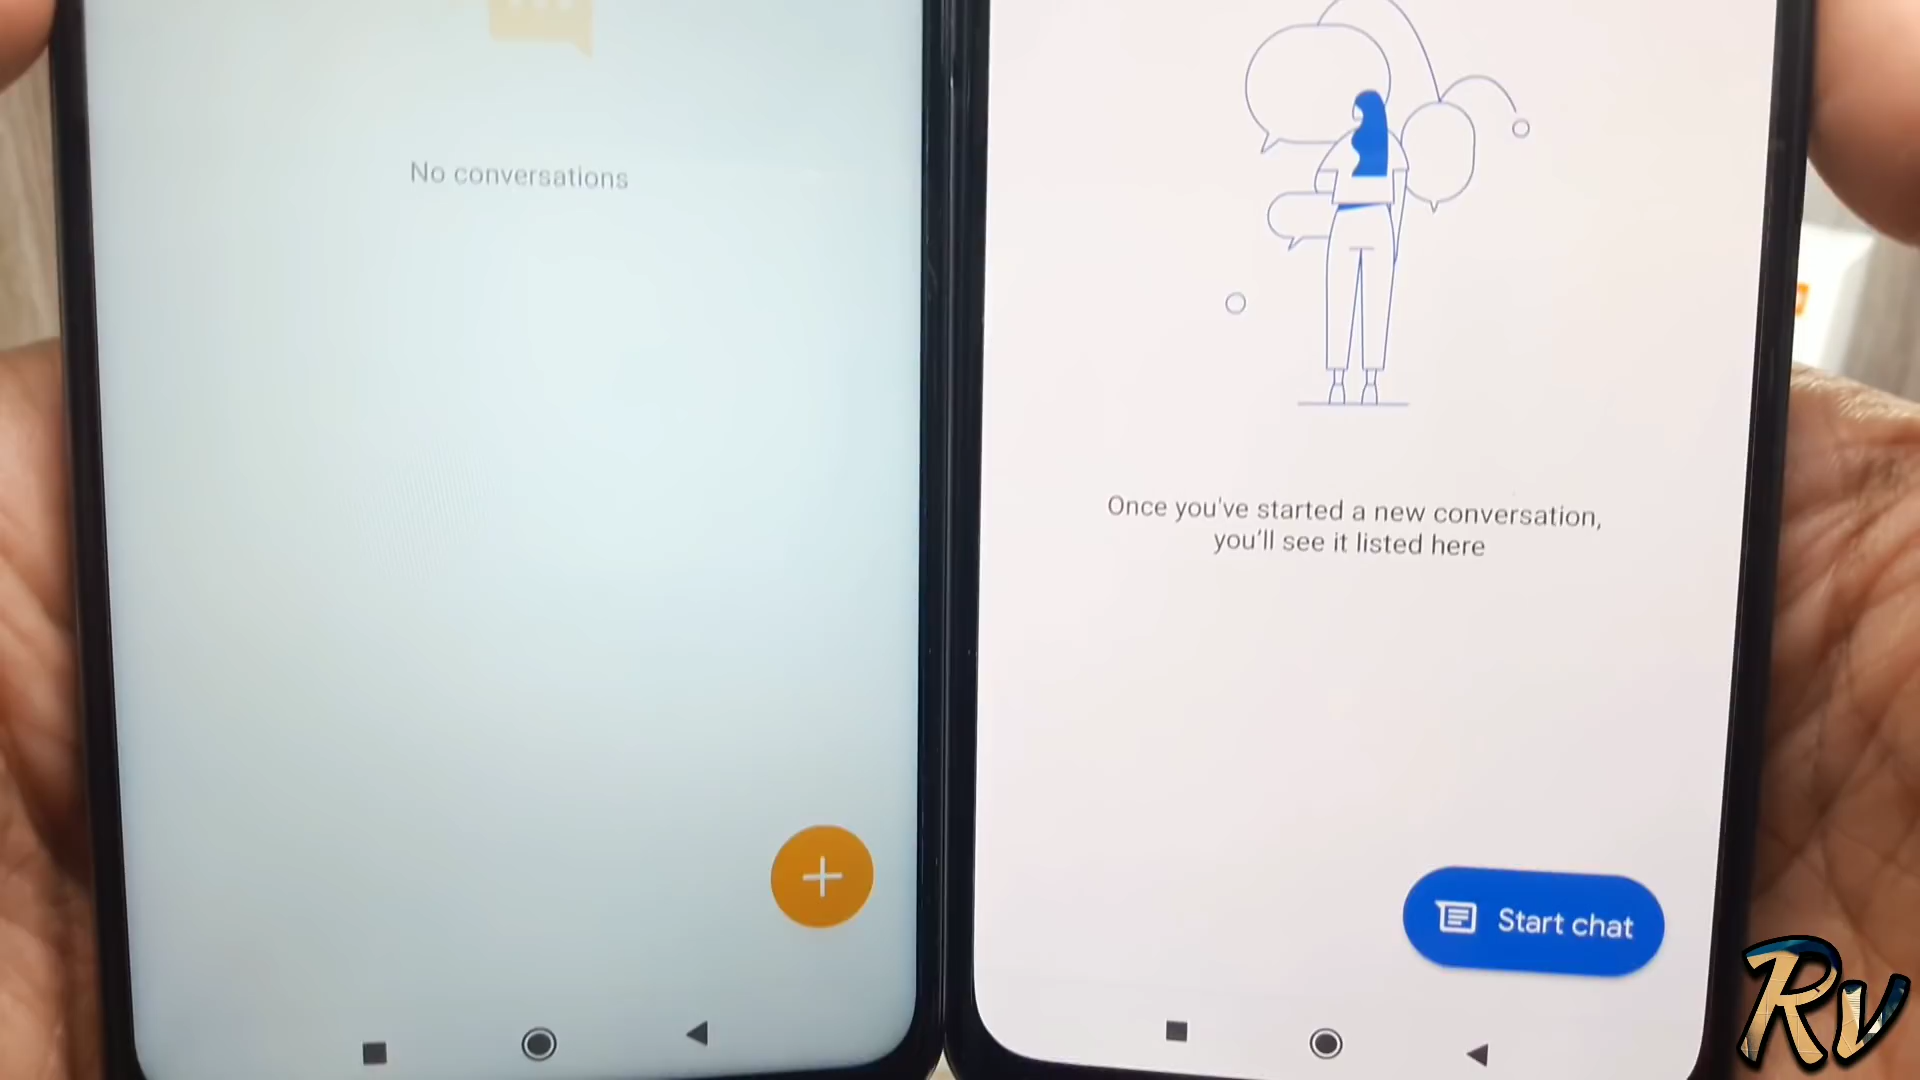 No conversations
Once you've started a new conversation,
you'll see it listed here
Start chat
Rv